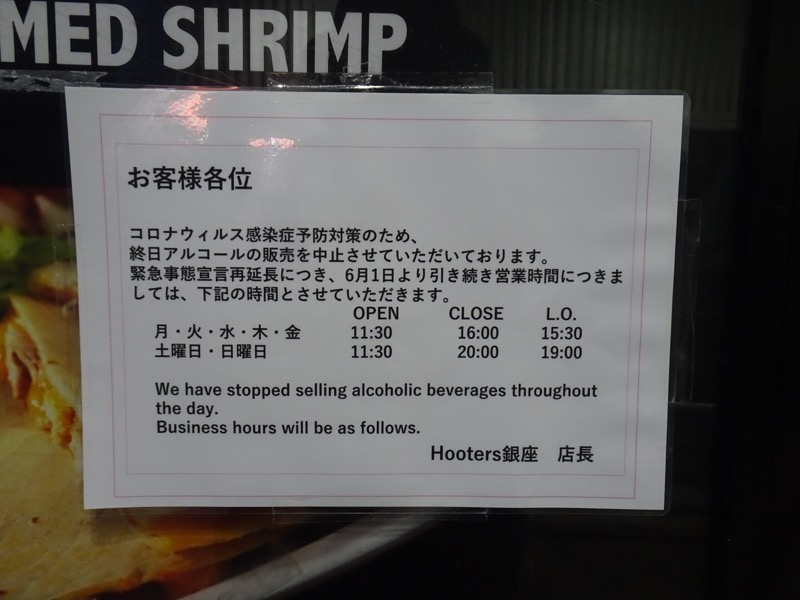 MED SHRIMP
お客様各位
コロナウィルス感染症予防対策のため、
終日アルコールの販売を中止させていただいております。
緊急事態宣言再延長につき、6月1日より引き続き営業時間につきま
しては、下記の時間とさせていただきます。
OPEN CLOSE L.O.
月・火・水・木・金 11:30 16:00 15:30
土曜日・日曜日 11:30 20:00 19:00
We have stopped selling alcoholic beverages throughout
the day.
Business hours will be as follows.
Hooters銀座 店長